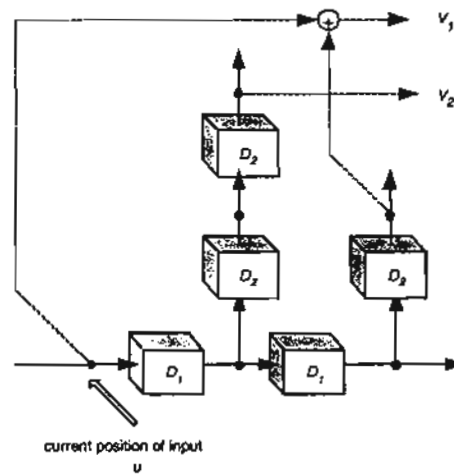 +
V₁
V₂
D₂
D₂
D₂
D₁
D₁
current position of input
u